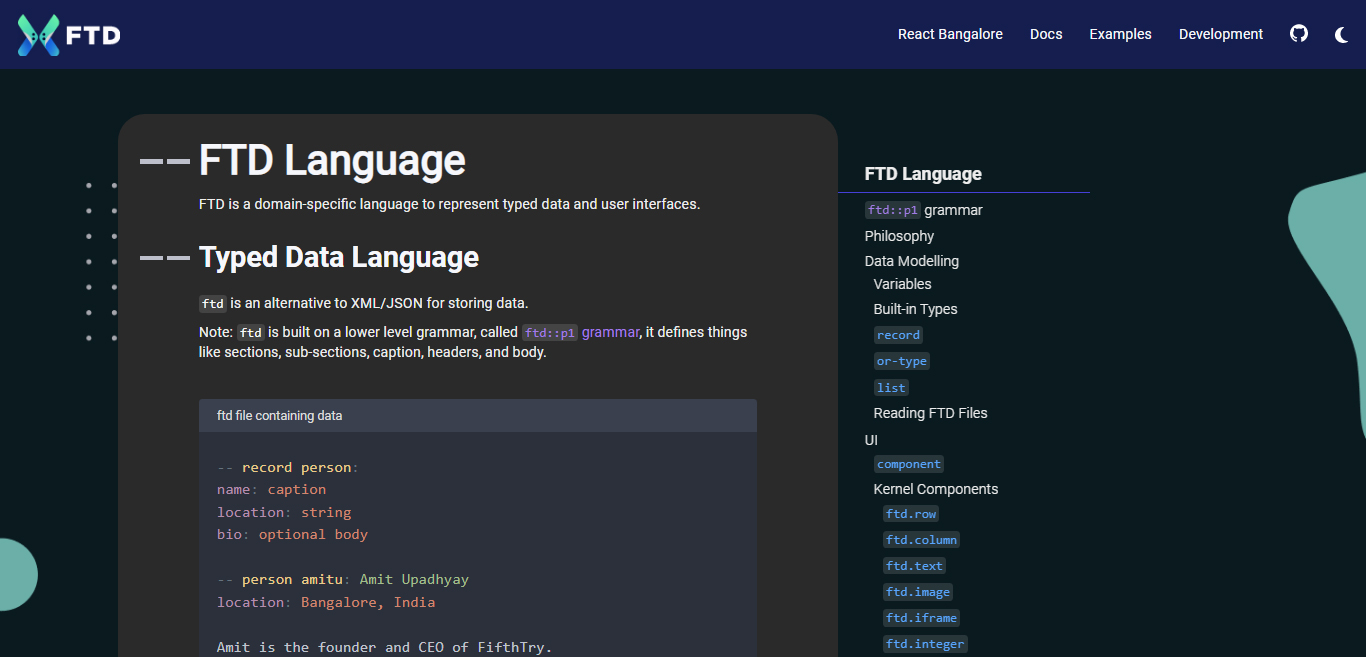 FTD
React Bangalore
Docs
Examples
Development
FTD Language
FTD is a domain-specific language to represent typed data and user interfaces.
Typed Data Language
ftd is an alternative to XML/JSON for storing data.
Note: ftd is built on a lower level grammar, called ftd::p1 grammar, it defines things
like sections, sub-sections, caption, headers, and body.
ftd file containing data
-- record person:
name: caption
location: string
bio: optional body
-- person amitu: Amit Upadhyay
location: Bangalore, India
Amit is the founder and CEO of FifthTry.
FTD Language
ftd::p1 grammar
Philosophy
Data Modelling
Variables
Built-in Types
record
or-type
list
Reading FTD Files
UI
component
Kernel Components
ftd.row
ftd.column
ftd.text
ftd.image
ftd.iframe
ftd.integer